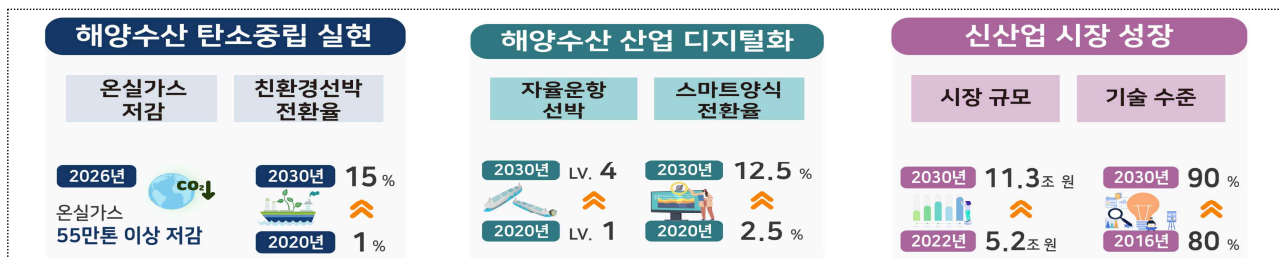 해양수산 탄소중립 실현
온실가스
저감
친환경선박
전환율
2026년
CO₂
온실가스
55만톤 이상 저감
2030년 15 %
2020년 1 %
해양수산 산업 디지털화
자율운항
선박
스마트양식
전환율
2030년 LV. 4
2020년 LV. 1
2030년 12.5 %
2020년 2.5 %
신산업 시장 성장
시장 규모
기술 수준
2030년 11.3조 원
2022년 5.2조 원
2030년 90 %
2016년 80 %